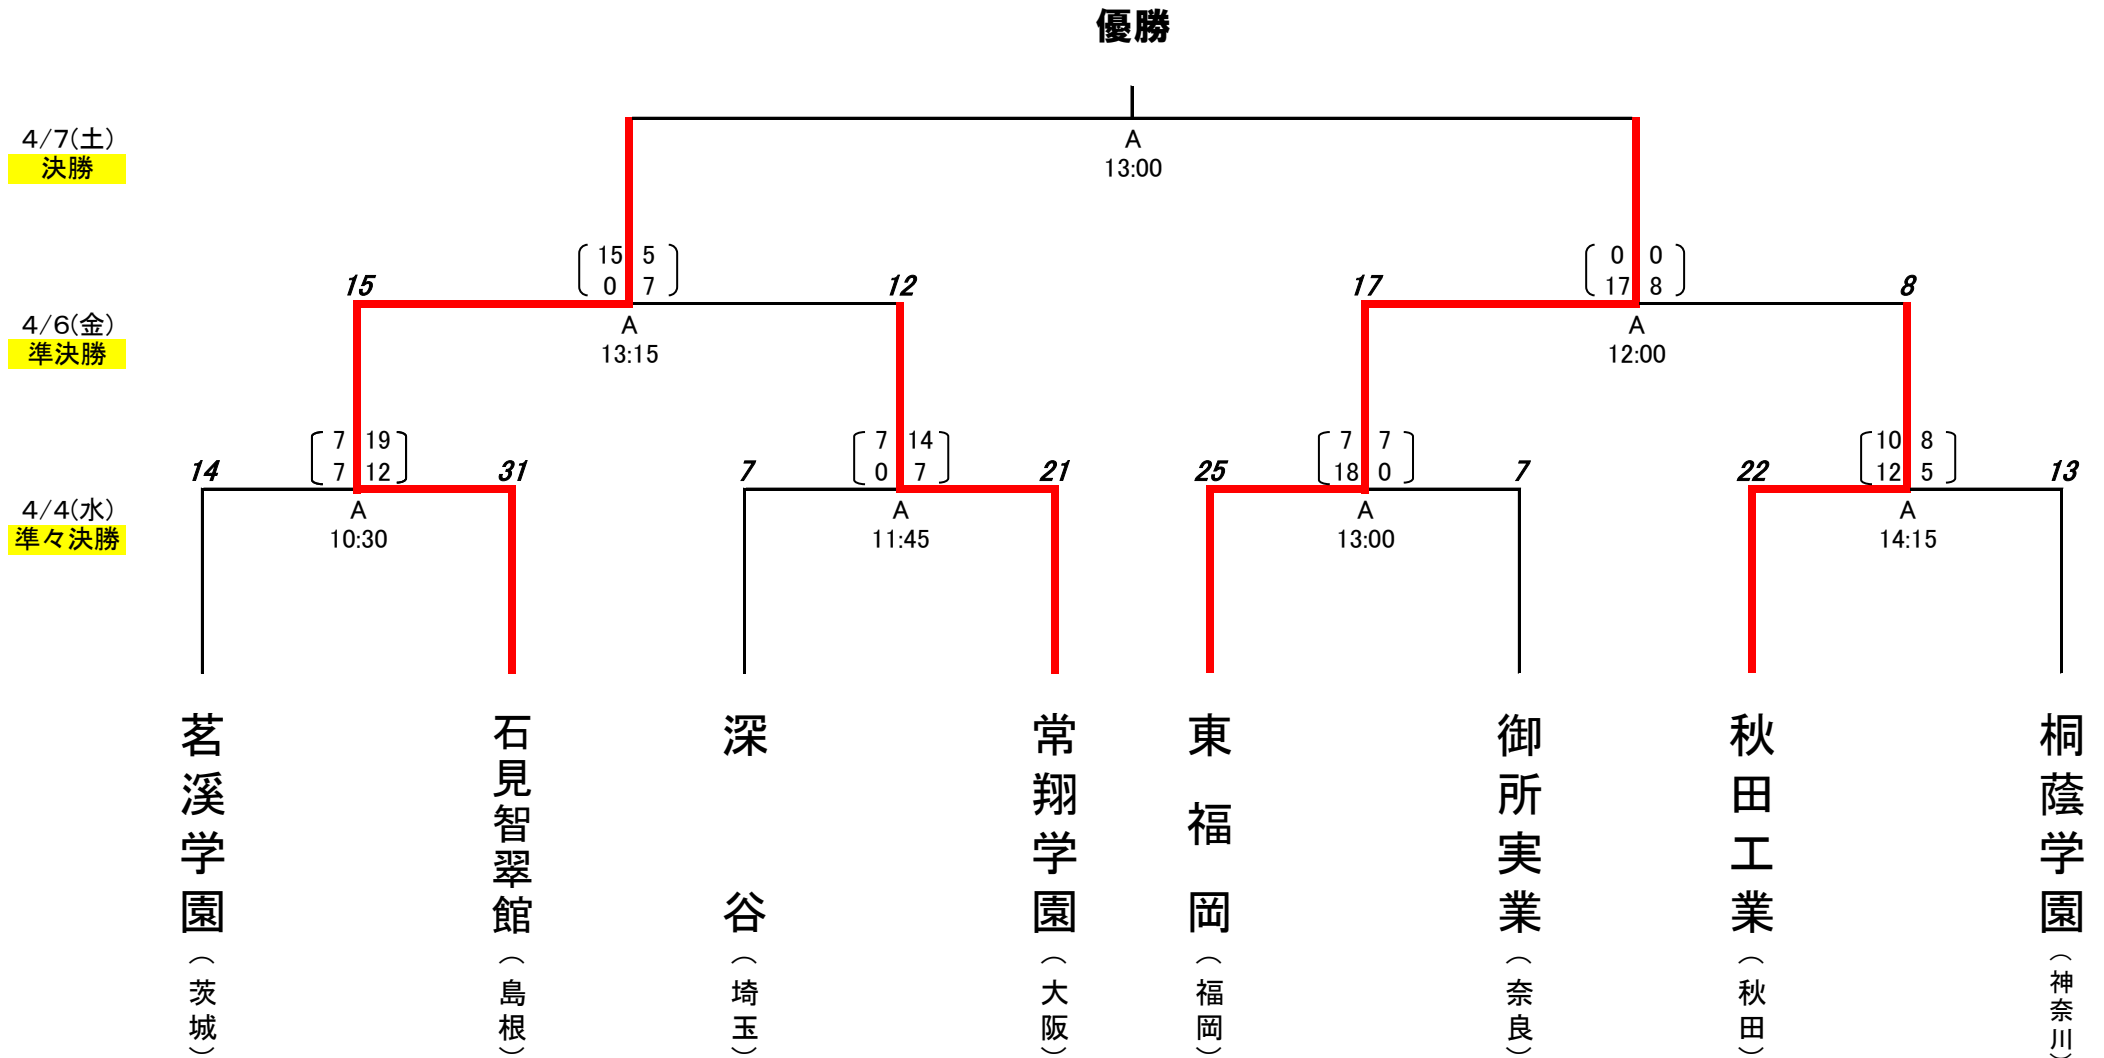 優勝
4/7(土)
決勝
A
13:00
15 5
0 7
0 0
17 8
15
12
17
8
4/6(金)
準決勝
A
13:15
A
12:00
7 19
7 12
7 14
0 7
7 7
18 0
10 8
12 5
14
31
7
21
25
7
22
13
4/4(水)
準々決勝
A
10:30
A
11:45
A
13:00
A
14:15
茗溪学園(茨城)
石見智翠館(島根)
深谷(埼玉)
常翔学園(大阪)
東福岡(福岡)
御所実業(奈良)
秋田工業(秋田)
桐蔭学園(神奈川)